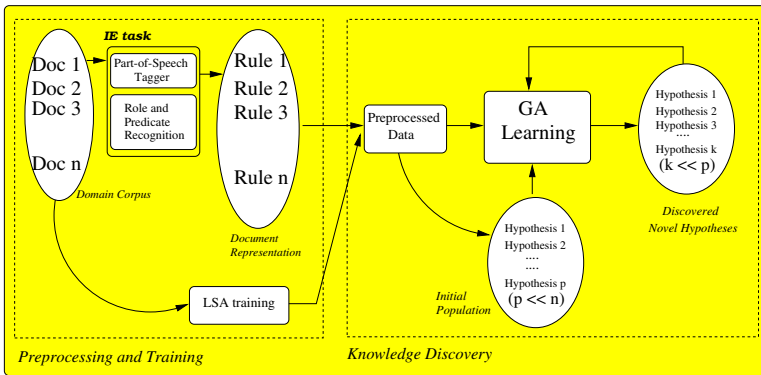 IE task
Doc 1
Doc 2
Doc 3
Doc n
Domain Corpus
Part-of-Speech
Tagger
Role and
Predicate
Recognition
Rule 1
Rule 2
Rule 3
Rule n
Document
Representation
LSA training
Preprocessing and Training
Preprocessed
Data
GA
Learning
Hypothesis 1
Hypothesis 2
Hypothesis 3
....
Hypothesis k
(k << p)
Discovered
Novel Hypotheses
Hypothesis 1
Hypothesis 2
....
....
Hypothesis p
(p << n)
Initial
Population
Knowledge Discovery